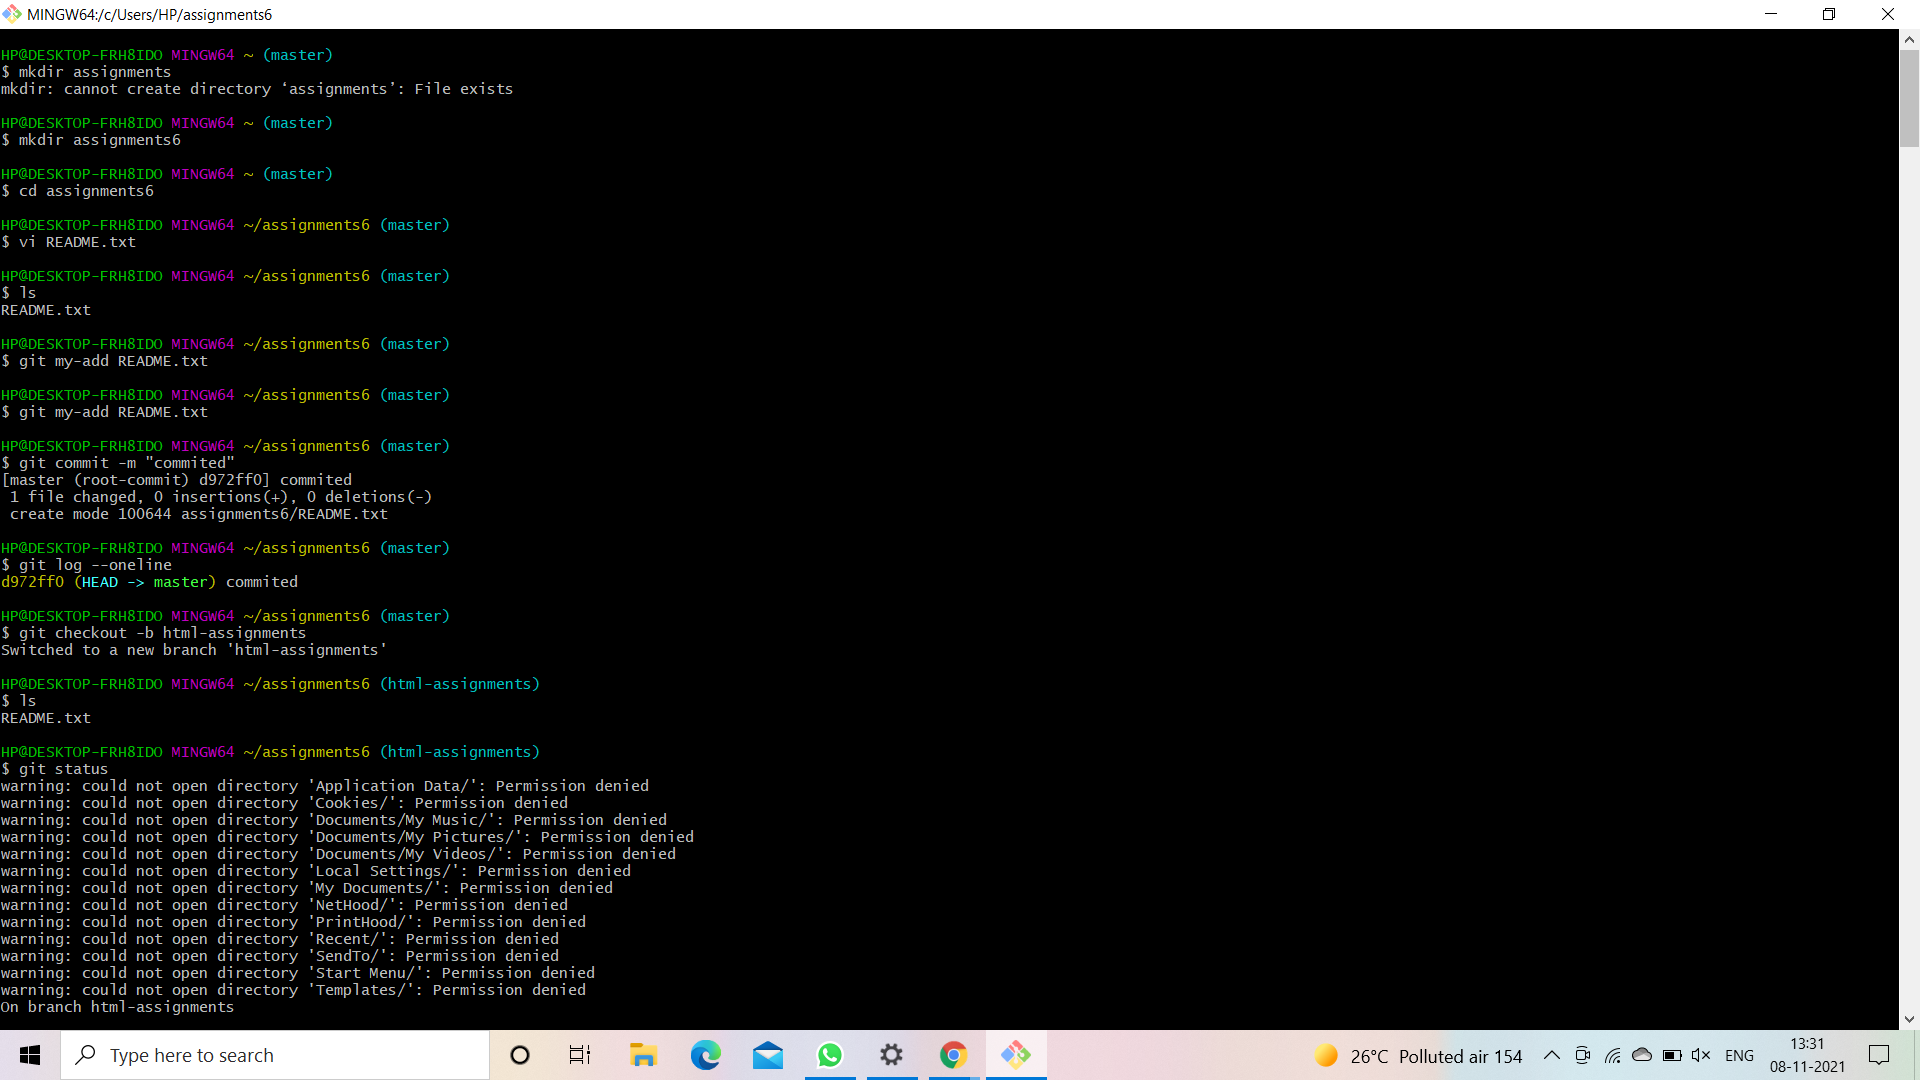 MINGW64:/c/Users/HP/assignments6
HP@DESKTOP-FRH8IDO MINGW64 ~ (master)
$ mkdir assignments
mkdir: cannot create directory ‘assignments’: File exists
HP@DESKTOP-FRH8IDO MINGW64 ~ (master)
$ mkdir assignments6
HP@DESKTOP-FRH8IDO MINGW64 ~ (master)
$ cd assignments6
HP@DESKTOP-FRH8IDO MINGW64 ~/assignments6 (master)
$ vi README.txt
HP@DESKTOP-FRH8IDO MINGW64 ~/assignments6 (master)
$ ls
README.txt
HP@DESKTOP-FRH8IDO MINGW64 ~/assignments6 (master)
$ git my-add README.txt
HP@DESKTOP-FRH8IDO MINGW64 ~/assignments6 (master)
$ git my-add README.txt
HP@DESKTOP-FRH8IDO MINGW64 ~/assignments6 (master)
$ git commit -m "commited"
[master (root-commit) d972ff0] commited
 1 file changed, 0 insertions(+), 0 deletions(-)
 create mode 100644 assignments6/README.txt
HP@DESKTOP-FRH8IDO MINGW64 ~/assignments6 (master)
$ git log --oneline
d972ff0 (HEAD -> master) commited
HP@DESKTOP-FRH8IDO MINGW64 ~/assignments6 (master)
$ git checkout -b html-assignments
Switched to a new branch 'html-assignments'
HP@DESKTOP-FRH8IDO MINGW64 ~/assignments6 (html-assignments)
$ ls
README.txt
HP@DESKTOP-FRH8IDO MINGW64 ~/assignments6 (html-assignments)
$ git status
warning: could not open directory 'Application Data/': Permission denied
warning: could not open directory 'Cookies/': Permission denied
warning: could not open directory 'Documents/My Music/': Permission denied
warning: could not open directory 'Documents/My Pictures/': Permission denied
warning: could not open directory 'Documents/My Videos/': Permission denied
warning: could not open directory 'Local Settings/': Permission denied
warning: could not open directory 'My Documents/': Permission denied
warning: could not open directory 'NetHood/': Permission denied
warning: could not open directory 'PrintHood/': Permission denied
warning: could not open directory 'Recent/': Permission denied
warning: could not open directory 'SendTo/': Permission denied
warning: could not open directory 'Start Menu/': Permission denied
warning: could not open directory 'Templates/': Permission denied
On branch html-assignments
Type here to search
26°C Polluted air 154
ENG
13:31
08-11-2021